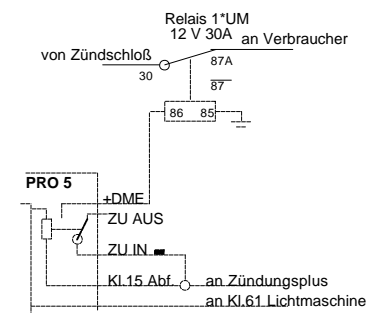 Relais 1*UM
12 V 30A
an Verbraucher
von Zündschloß
30
87A
87
86 85
PRO 5
+DME
ZU AUS
ZU IN
Kl.15 Abf.
an Zündungsplus
an Kl.61 Lichtmaschine